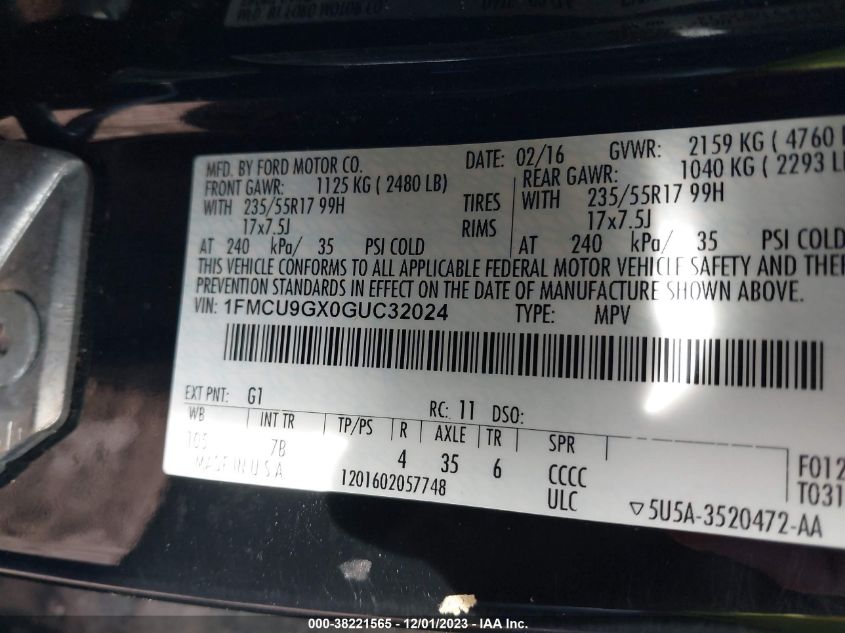 MFD. BY FORD MOTOR CO.
DATE: 02/16 GVWR: 2159 KG ( 4760
FRONT GAWR: 1125 KG ( 2480 LB) REAR GAWR: 1040 KG ( 2293
WITH 235/55R17 99H TIRES WITH 235/55R17 99H
17x7.5J RIMS 17x7.5J
AT 240 kPa/ 35 PSI COLD AT 240 kPa/ 35 PSI COLD
THIS VEHICLE CONFORMS TO ALL APPLICABLE FEDERAL MOTOR VEHICLE SAFETY AND THEF
PREVENTION STANDARDS IN EFFECT ON THE DATE OF MANUFACTURE SHOWN ABOVE.
VIN: 1FMCU9GX0GUC32024 TYPE: MPV
EXT PNT: G1 RC: 11 DSO:
WB INT TR TP/PS R AXLE TR SPR
105 7B 4 35 6 CCCC F012
MADE IN U.S.A. 1201602057748 ULC T031
▽5U5A-3520472-AA
000-38221565 - 12/01/2023 - IAA Inc.